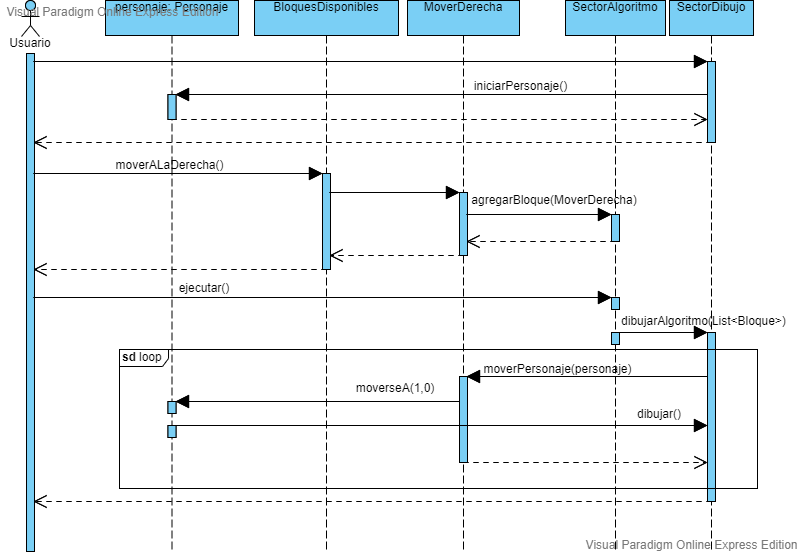 Visual Paradigm Online Express Edition
personaje: Personaje
BloquesDisponibles
MoverDerecha
SectorAlgoritmo
SectorDibujo
Usuario
iniciarPersonaje()
moverALaDerecha()
agregarBloque(MoverDerecha)
ejecutar()
dibujarAlgoritmo(List<Bloque>)
sd loop
moverPersonaje(personaje)
moverseA(1,0)
dibujar()
Visual Paradigm Online Express Edition